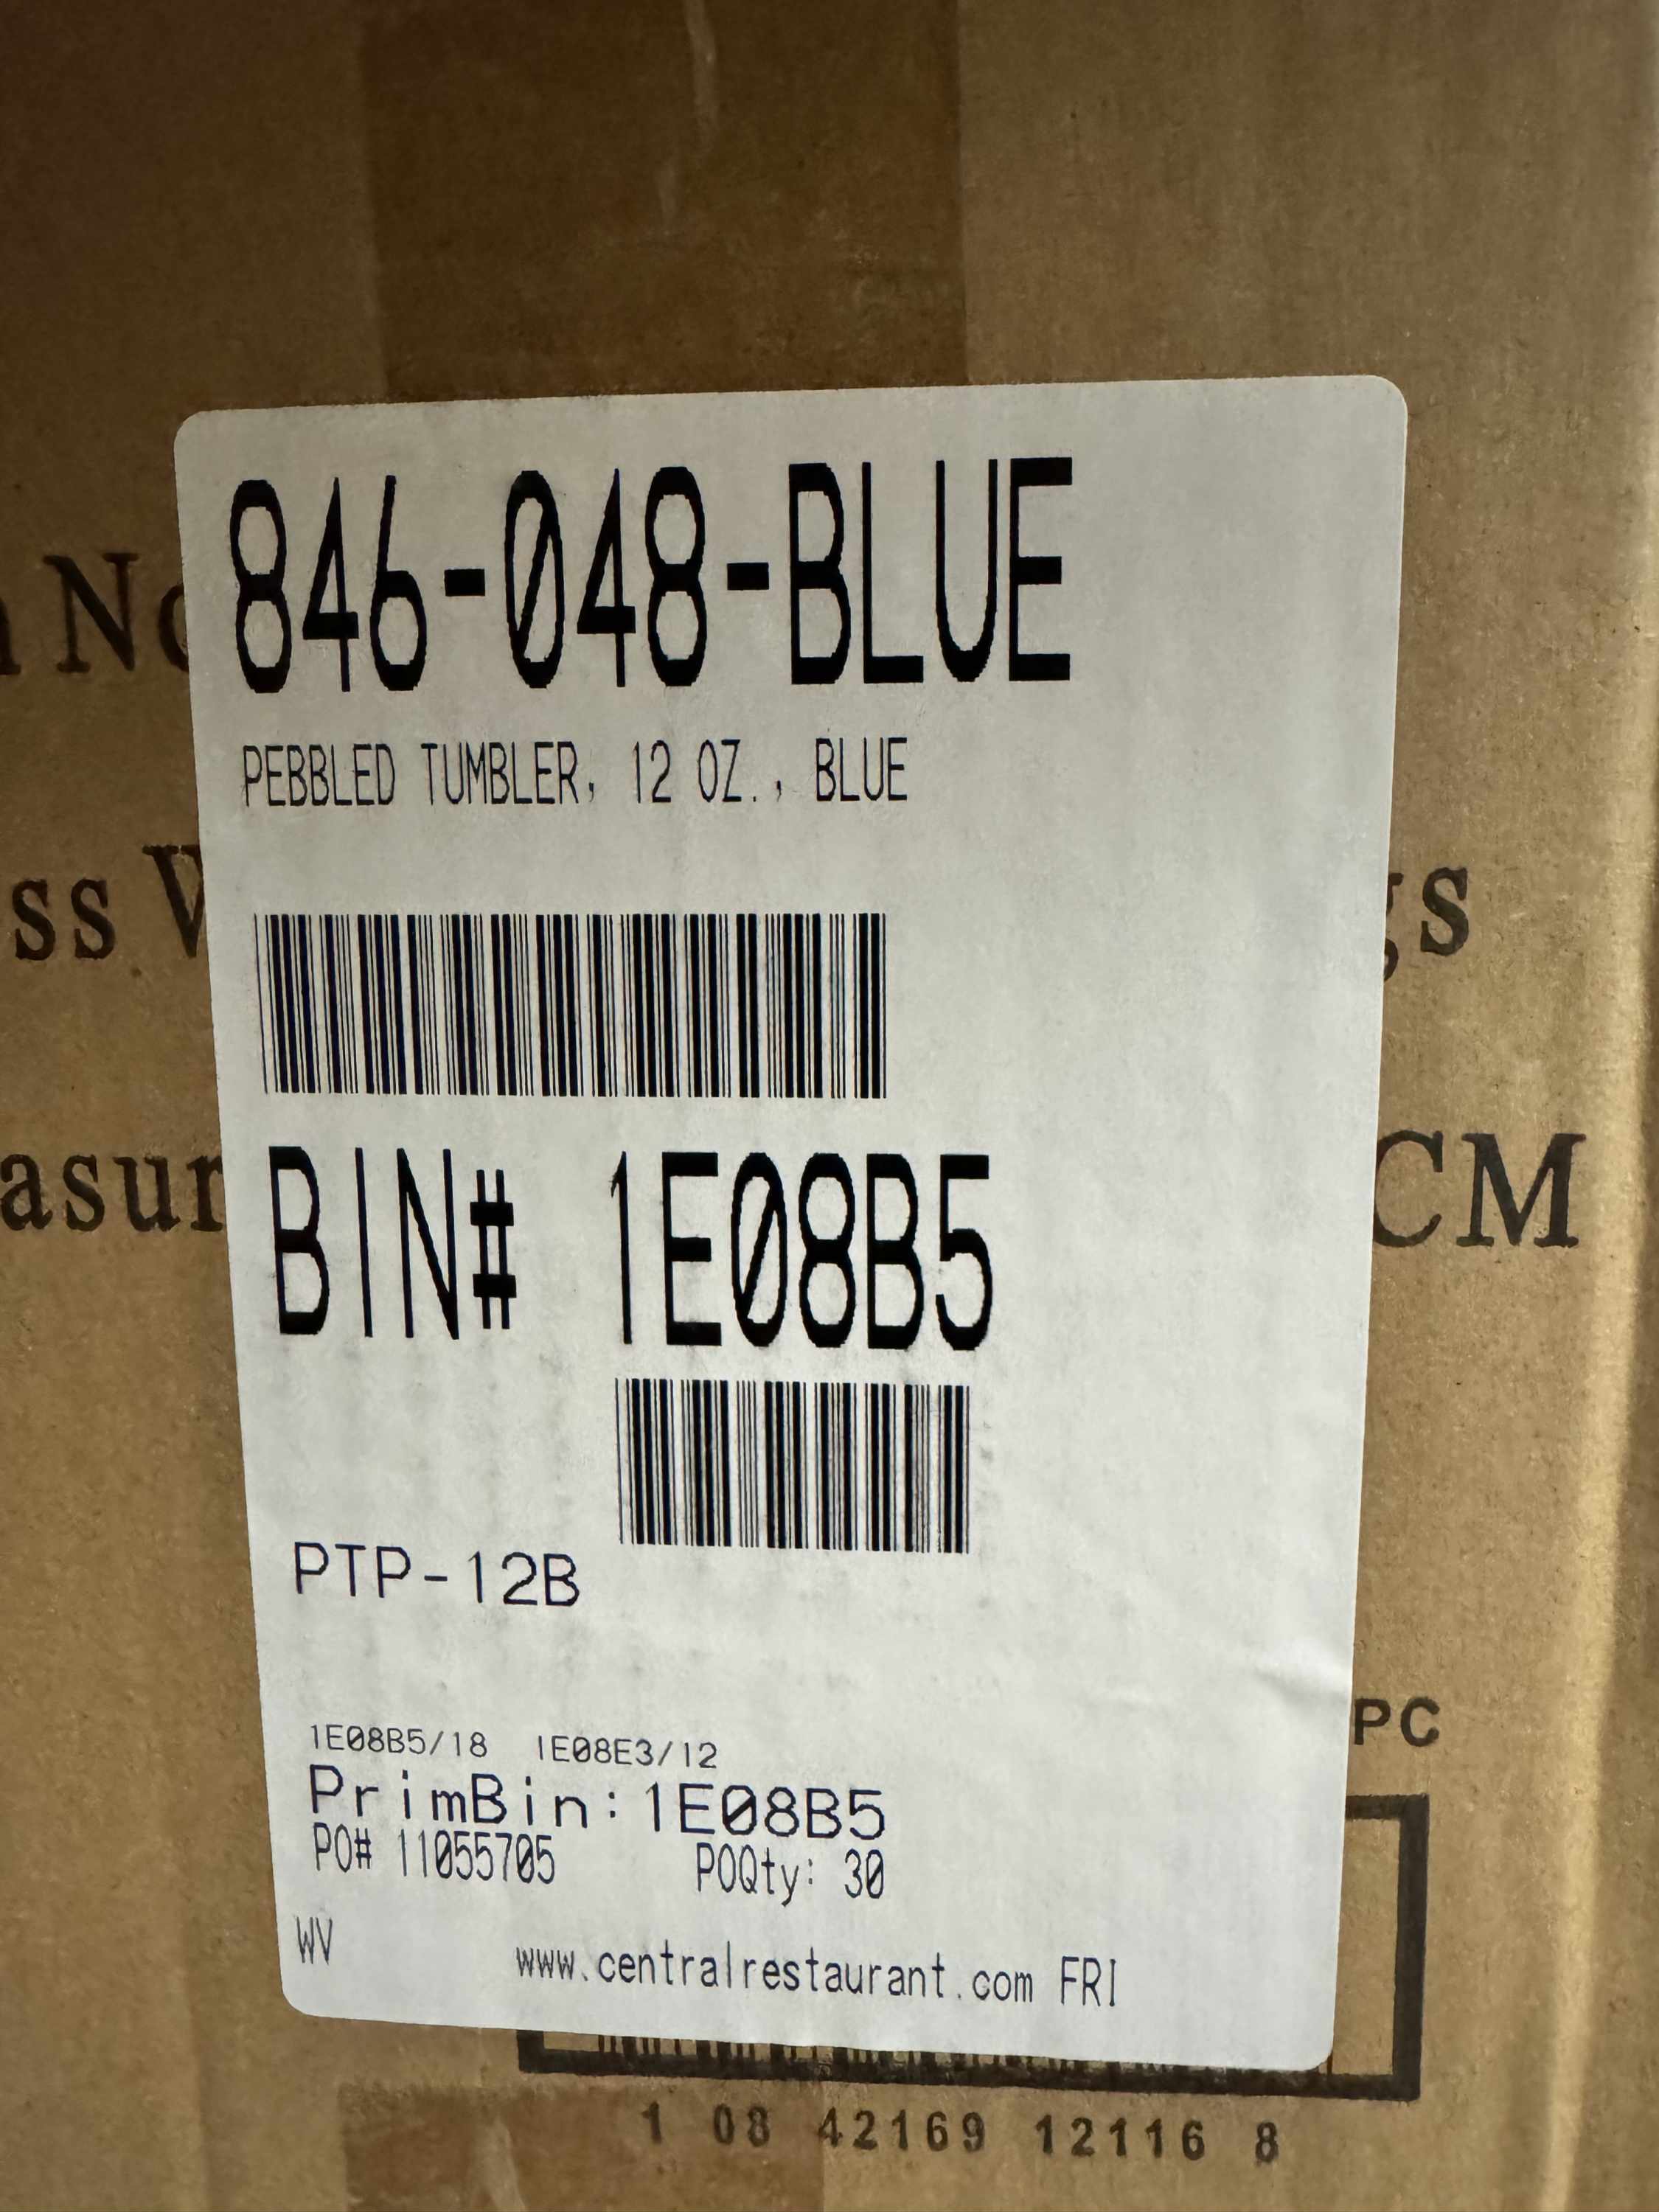 846-048-BLUE
PEBBLED TUMBLER, 12 OZ., BLUE
BIN# 1E08B5
PTP-12B
1E08B5/18 1E08E3/12
PrimBin:1E08B5
PO# 11055705 POQty: 30
WV www.centralrestaurant.com FRI
CM
PC
1 08 42169 12116 8